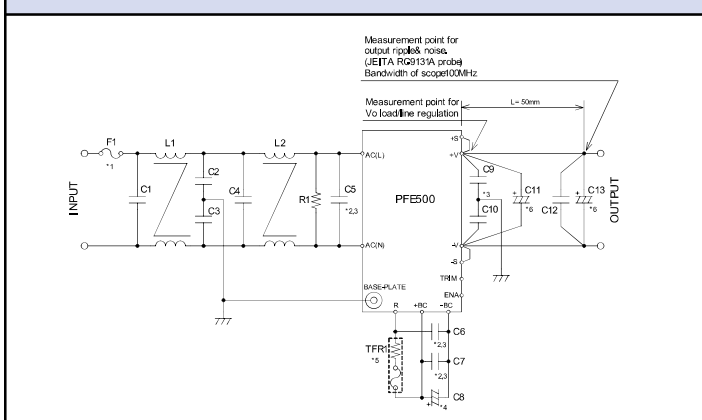 Measurement point for
output ripple& noise.
(JEITA RC-9131A probe)
Bandwidth of scope100MHz
Measurement point for
Vo load/line regulation
L= 50mm
F1
*1
L1
L2
C1
C2
C3
C4
R1
C5
*2,3
AC(L)
AC(N)
PFE500
+S
+V
C9
*3
C10
C11
*6
C12
C13
*6
-V
-S
TRIM
ENA
BASE-PLATE
R
+BC
-BC
INPUT
OUTPUT
TFR1
*5
C6
*2,3
C7
*2,3
C8
*4